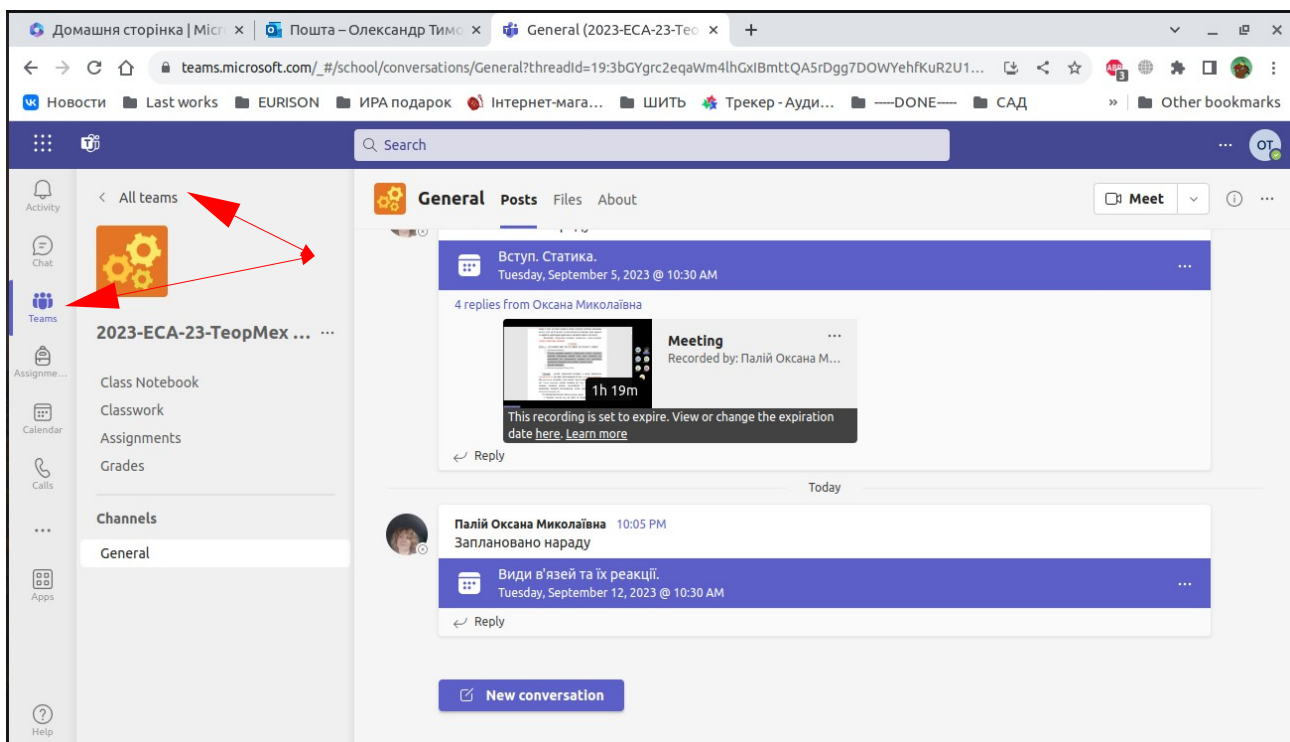 Домашня сторінка | Micr
Пошта – Олександр Тимо
General (2023-ЕСА-23-Тео
teams.microsoft.com/_#/school/conversations/General?threadId=19:3bGYgrc2eqaWm4lhGxIBmttQA5rDgg7DOWYehfKuR2U1...
ABP
3
Новости
Last works
EURISON
ИРА подарок
Інтернет-мага...
ШИТЬ
Трекер - Ауди...
----DONE----
САД
»
Other bookmarks
Search
...
OT
Activity
Chat
Teams
Assignme...
Calendar
Calls
...
Apps
Help
< All teams
2023-ЕСА-23-ТеорМех ... ...
Class Notebook
Classwork
Assignments
Grades
Channels
General
General Posts Files About
Meet
...
Вступ. Статика.
Tuesday, September 5, 2023 @ 10:30 AM
...
4 replies from Оксана Миколаївна
1h 19m
Meeting ...
Recorded by: Палій Оксана М...
This recording is set to expire. View or change the expiration
date here. Learn more
Reply
Today
Палій Оксана Миколаївна 10:05 PM
Заплановано нараду
Види в'язей та їх реакції.
Tuesday, September 12, 2023 @ 10:30 AM
...
Reply
New conversation